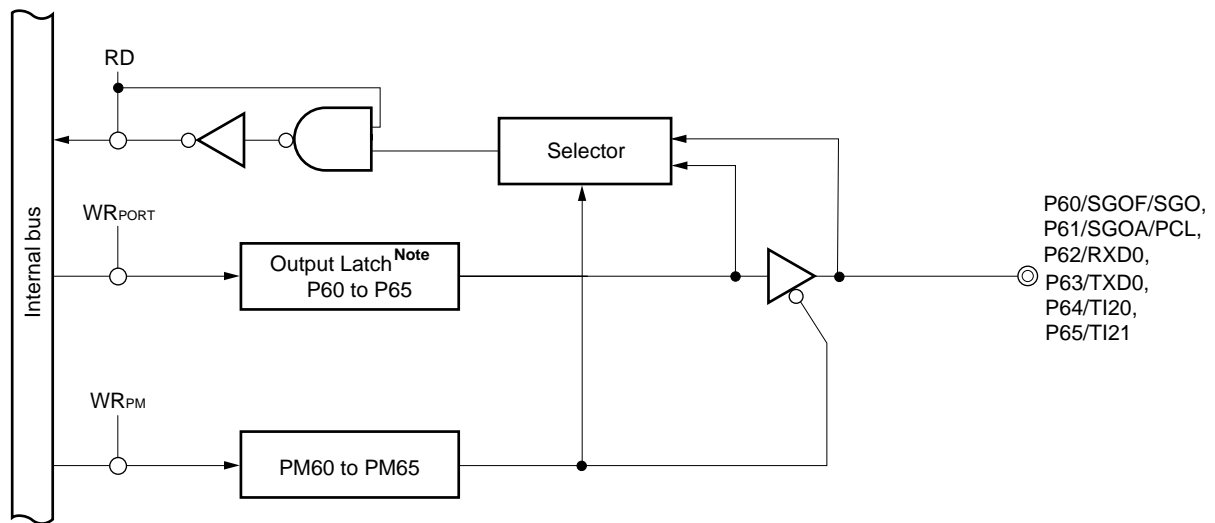 RD
Selector
Internal bus
WRPORT
Output Latch Note
P60 to P65
P60/SGOF/SGO,
P61/SGOA/PCL,
P62/RXD0,
P63/TXD0,
P64/TI20,
P65/TI21
WRPM
PM60 to PM65